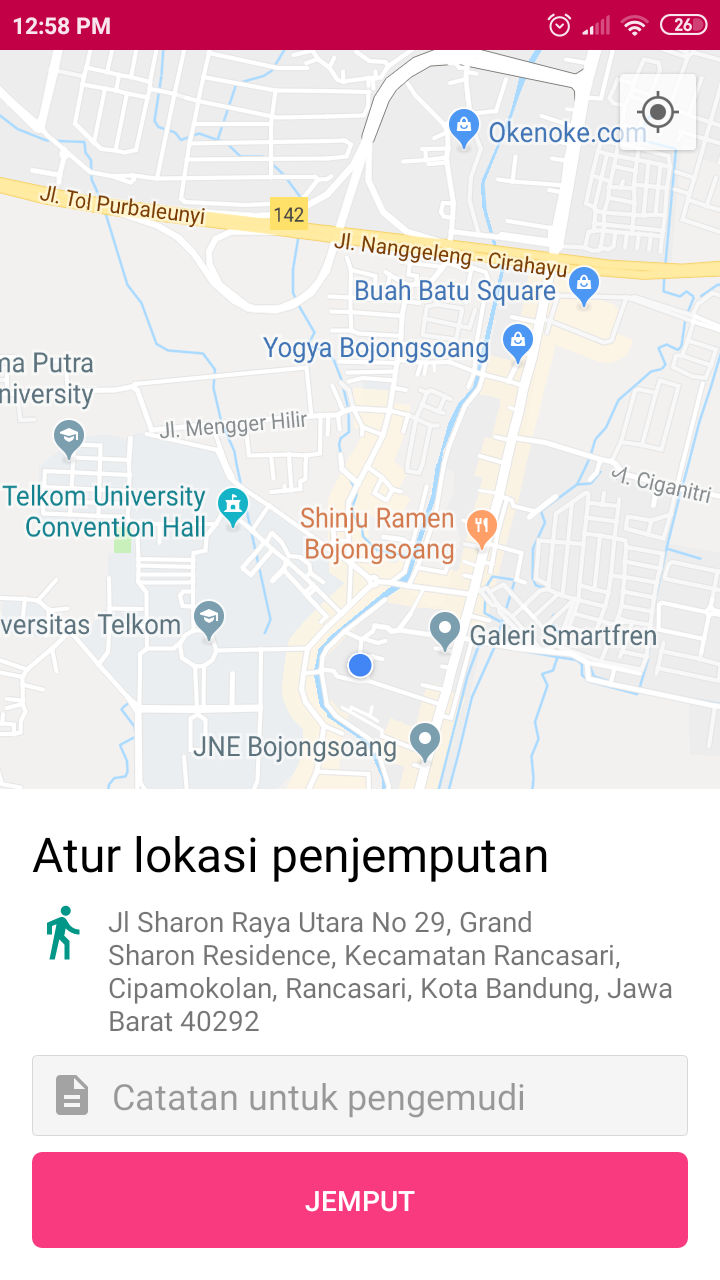 12:58 PM
26
Okenoke.com
Jl. Tol Purbaleunyi
142
Jl. Nanggeleng - Cirahayu
Buah Batu Square
Yogya Bojongsoang
ma Putra
niversity
Jl. Mengger Hilir
Jl. Ciganitri
Telkom University
Convention Hall
Shinju Ramen
Bojongsoang
versitas Telkom
Galeri Smartfren
JNE Bojongsoang
Atur lokasi penjemputan
Jl Sharon Raya Utara No 29, Grand
Sharon Residence, Kecamatan Rancasari,
Cipamokolan, Rancasari, Kota Bandung, Jawa
Barat 40292
Catatan untuk pengemudi
JEMPUT